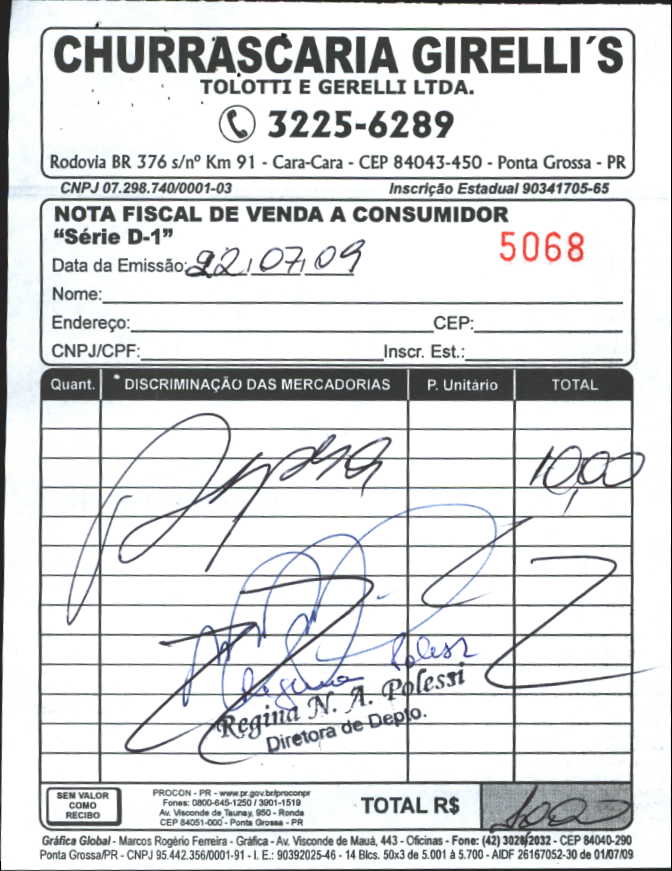 CHURRASCARIA GIRELLI´S
TOLOTTI E GERELLI LTDA.
3225-6289
Rodovia BR 376 s/nº Km 91 - Cara-Cara - CEP 84043-450 - Ponta Grossa - PR
CNPJ 07.298.740/0001-03 Inscrição Estadual 90341705-65
NOTA FISCAL DE VENDA A CONSUMIDOR
“Série D-1”
5068
Data da Emissão: 22,07,09
Nome:
Endereço: CEP:
CNPJ/CPF: Inscr. Est.:
Quant. DISCRIMINAÇÃO DAS MERCADORIAS P. Unitário TOTAL
10,00
Regina Polessi
Regina N. A. Polessi
Diretora de Depto.
SEM VALOR
COMO
RECIBO
PROCON - PR - www.pr.gov.br/proconpr
Fones: 0800-645-1250 / 3901-1519
Av. Visconde de Taunay, 950 - Ronda
CEP 84051-000 - Ponta Grossa - PR
TOTAL R$
Gráfica Global - Marcos Rogério Ferreira - Gráfica - Av. Visconde de Mauá, 443 - Oficinas - Fone: (42) 3028-2032 - CEP 84040-290
Ponta Grossa/PR - CNPJ 95.442.356/0001-91 - I. E.: 90392025-46 - 14 Blcs. 50x3 de 5.001 à 5.700 - AIDF 26167052-30 de 01/07/09